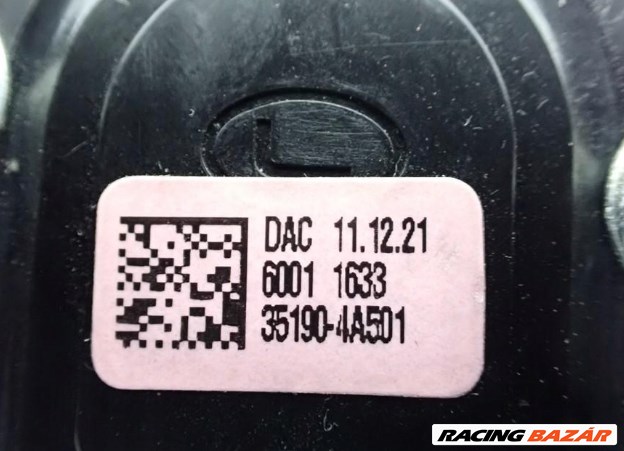 L
DAC 11.12.21
6001 1633
35190-4A501
RACING BAZÁR